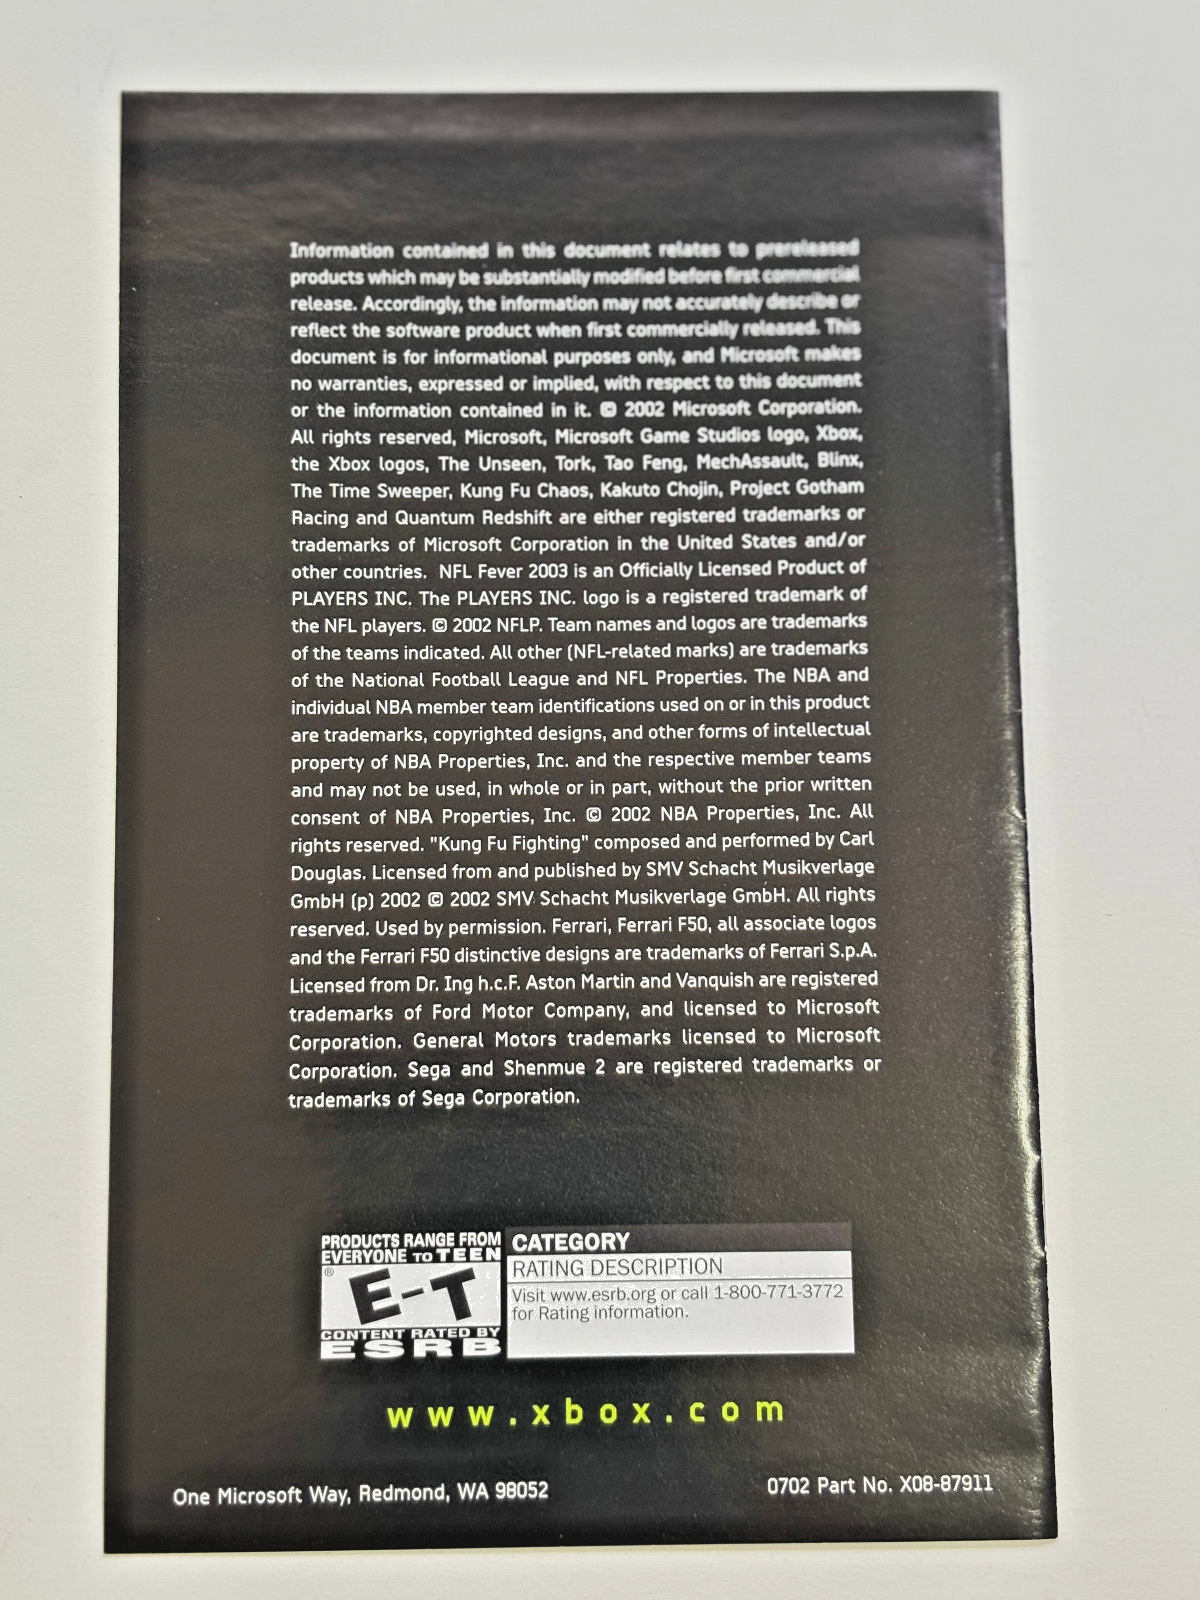 Information contained in this document relates to prereleased
products which may be substantially modified before first commercial
release. Accordingly, the information may not accurately describe or
reflect the software product when first commercially released. This
document is for informational purposes only, and Microsoft makes
no warranties, expressed or implied, with respect to this document
or the information contained in it. © 2002 Microsoft Corporation.
All rights reserved, Microsoft, Microsoft Game Studios logo, Xbox,
the Xbox logos, The Unseen, Tork, Tao Feng, MechAssault, Blinx,
The Time Sweeper, Kung Fu Chaos, Kakuto Chojin, Project Gotham
Racing and Quantum Redshift are either registered trademarks or
trademarks of Microsoft Corporation in the United States and/or
other countries. NFL Fever 2003 is an Officially Licensed Product of
PLAYERS INC. The PLAYERS INC. logo is a registered trademark of
the NFL players. © 2002 NFLP. Team names and logos are trademarks
of the teams indicated. All other (NFL-related marks) are trademarks
of the National Football League and NFL Properties. The NBA and
individual NBA member team identifications used on or in this product
are trademarks, copyrighted designs, and other forms of intellectual
property of NBA Properties, Inc. and the respective member teams
and may not be used, in whole or in part, without the prior written
consent of NBA Properties, Inc. © 2002 NBA Properties, Inc. All
rights reserved. "Kung Fu Fighting" composed and performed by Carl
Douglas. Licensed from and published by SMV Schacht Musikverlage
GmbH (p) 2002 © 2002 SMV Schacht Musikverlage GmbH. All rights
reserved. Used by permission. Ferrari, Ferrari F50, all associate logos
and the Ferrari F50 distinctive designs are trademarks of Ferrari S.p.A.
Licensed from Dr. Ing h.c.F. Aston Martin and Vanquish are registered
trademarks of Ford Motor Company, and licensed to Microsoft
Corporation. General Motors trademarks licensed to Microsoft
Corporation. Sega and Shenmue 2 are registered trademarks or
trademarks of Sega Corporation.
PRODUCTS RANGE FROM
EVERYONE TO TEEN
®
E-T
CONTENT RATED BY
ESRB
CATEGORY
RATING DESCRIPTION
Visit www.esrb.org or call 1-800-771-3772
for Rating information.
www.xbox.com
One Microsoft Way, Redmond, WA 98052
0702 Part No. X08-87911